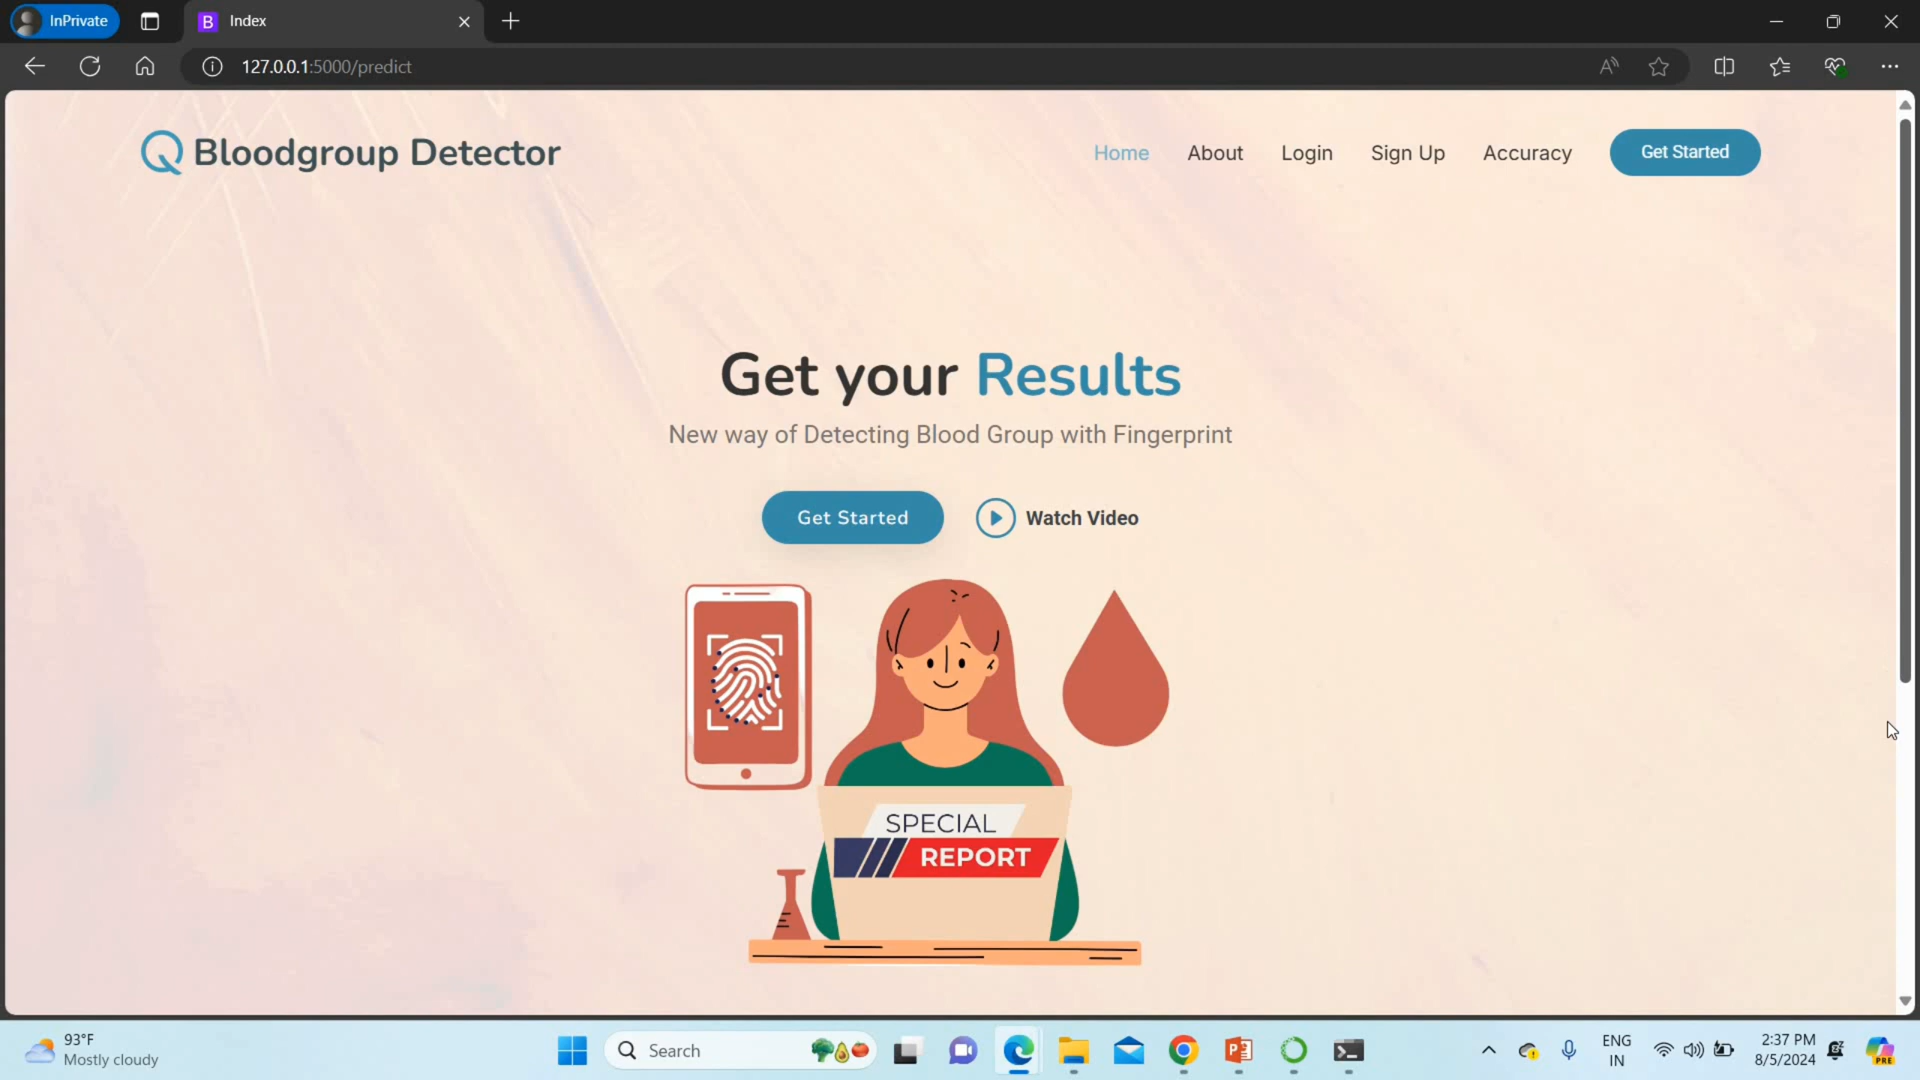 InPrivate
B Index
127.0.0.1:5000/predict
Bloodgroup Detector
Home
About
Login
Sign Up
Accuracy
Get Started
Get your Results
New way of Detecting Blood Group with Fingerprint
Get Started
Watch Video
SPECIAL
REPORT
93°F
Mostly cloudy
Search
ENG
IN
2:37 PM
8/5/2024
PRE